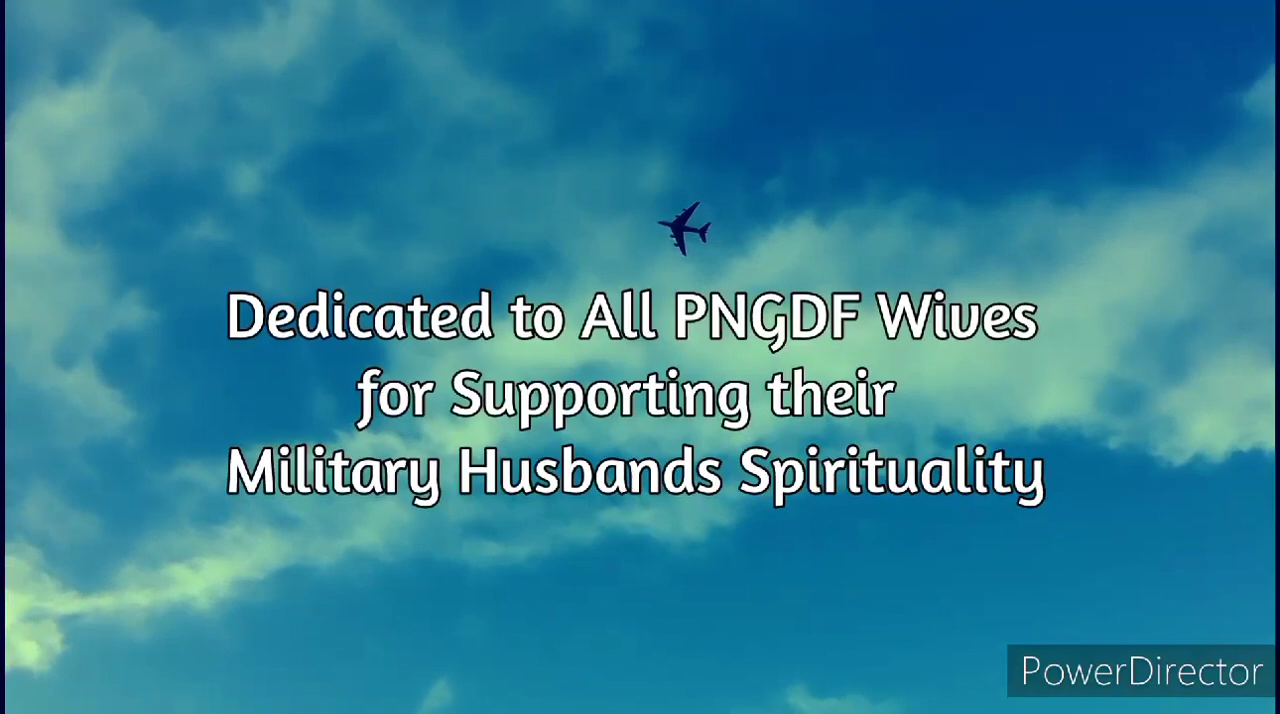 Dedicated to All PNGDF Wives
for Supporting their
Military Husbands Spirituality
PowerDirector